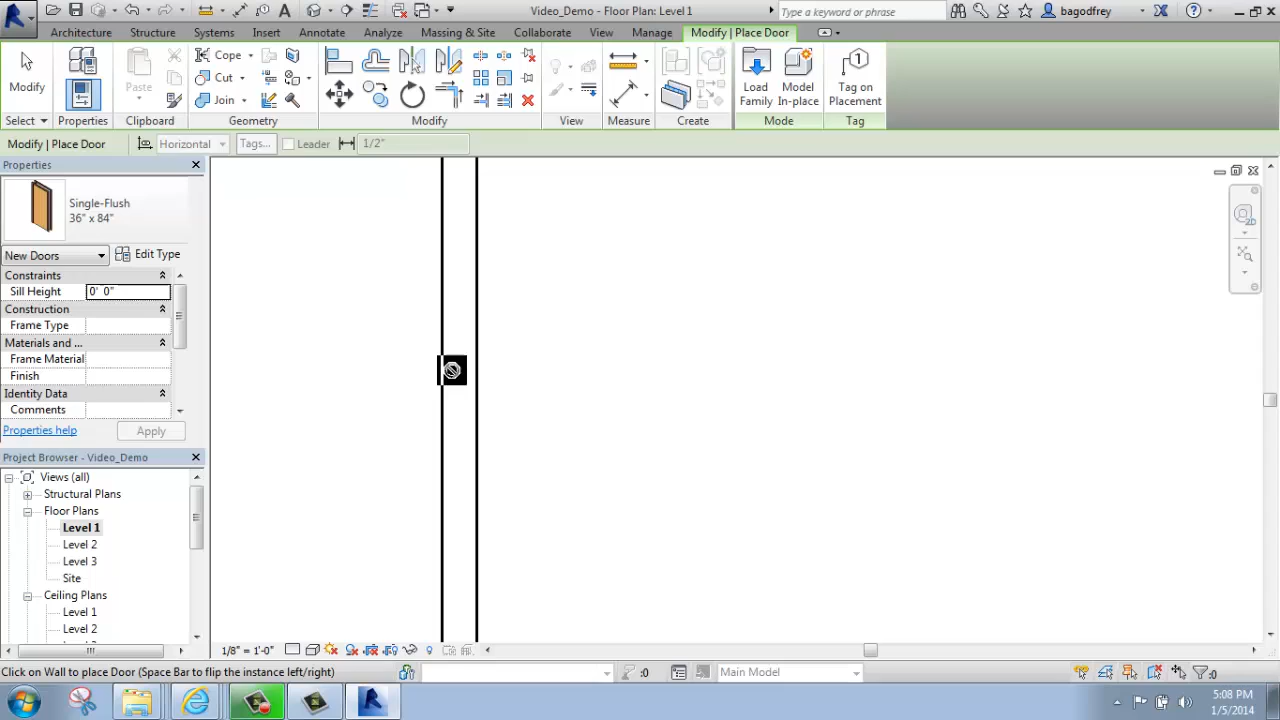 Video_Demo - Floor Plan: Level 1
Type a keyword or phrase
bagodfrey
Architecture Structure Systems Insert Annotate Analyze Massing & Site Collaborate View Manage Modify | Place Door
Modify
Paste
Cope
Cut
Join
Load Family
Model In-place
Tag on Placement
Select Properties Clipboard Geometry Modify View Measure Create Mode Tag
Modify | Place Door Horizontal Tags... Leader 1/2"
Properties
Single-Flush
36" x 84"
New Doors Edit Type
Constraints
Sill Height 0' 0"
Construction
Frame Type
Materials and ...
Frame Material
Finish
Identity Data
Comments
Properties help Apply
Project Browser - Video_Demo
Views (all)
Structural Plans
Floor Plans
Level 1
Level 2
Level 3
Site
Ceiling Plans
Level 1
Level 2
2D
1/8" = 1'-0"
Click on Wall to place Door (Space Bar to flip the instance left/right)
:0
Main Model
:0
5:08 PM
1/5/2014